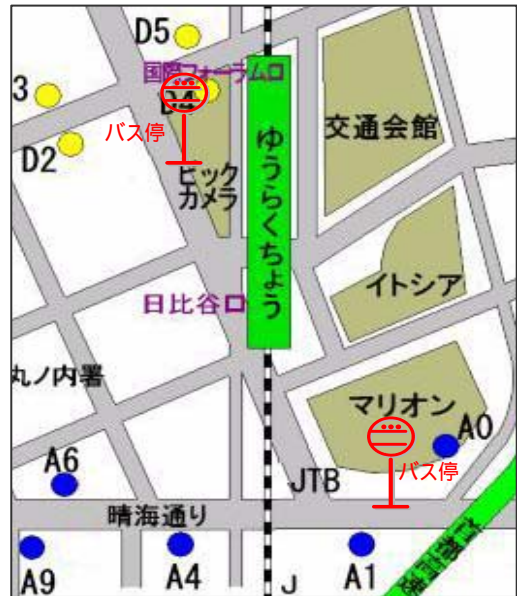 D5
国際フォーラム口
3
D4
バス停
D2
ビック
カメラ
ゆうらくちょう
交通会館
イトシア
日比谷口
丸ノ内署
マリオン
A0
バス停
A6
JTB
晴海通り
A9
A4
J
A1